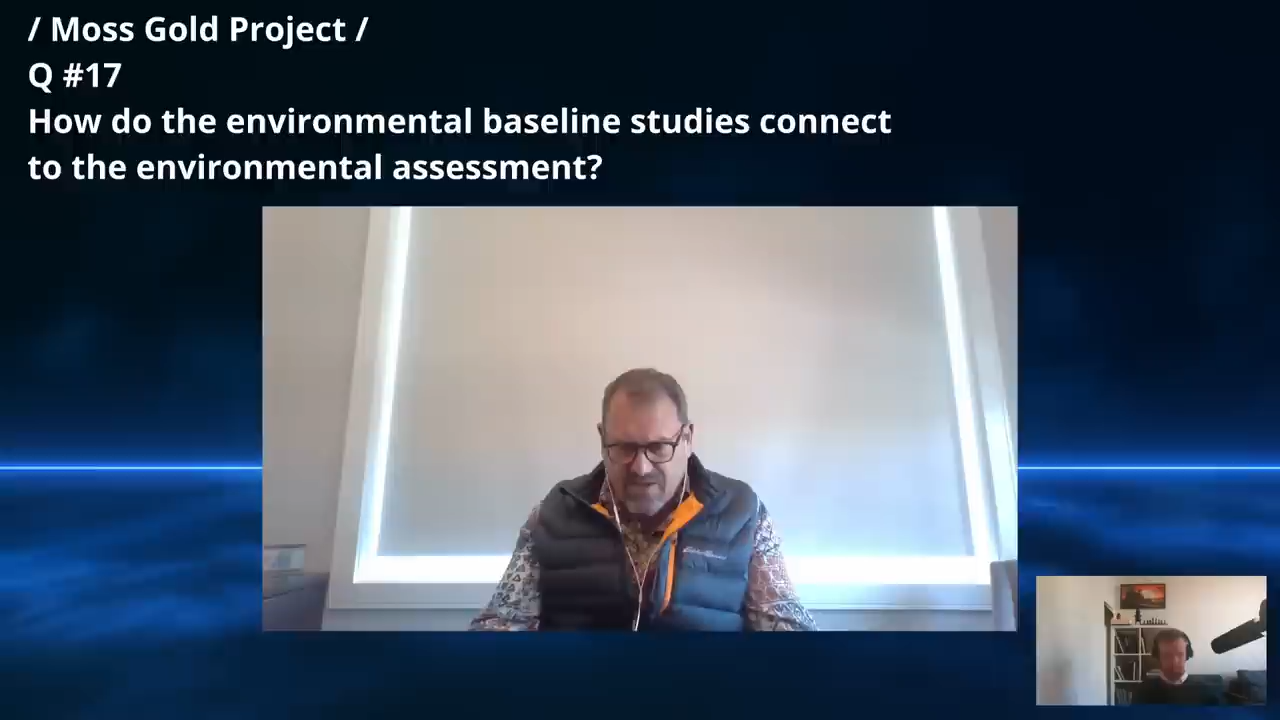 / Moss Gold Project /
Q #17
How do the environmental baseline studies connect
to the environmental assessment?